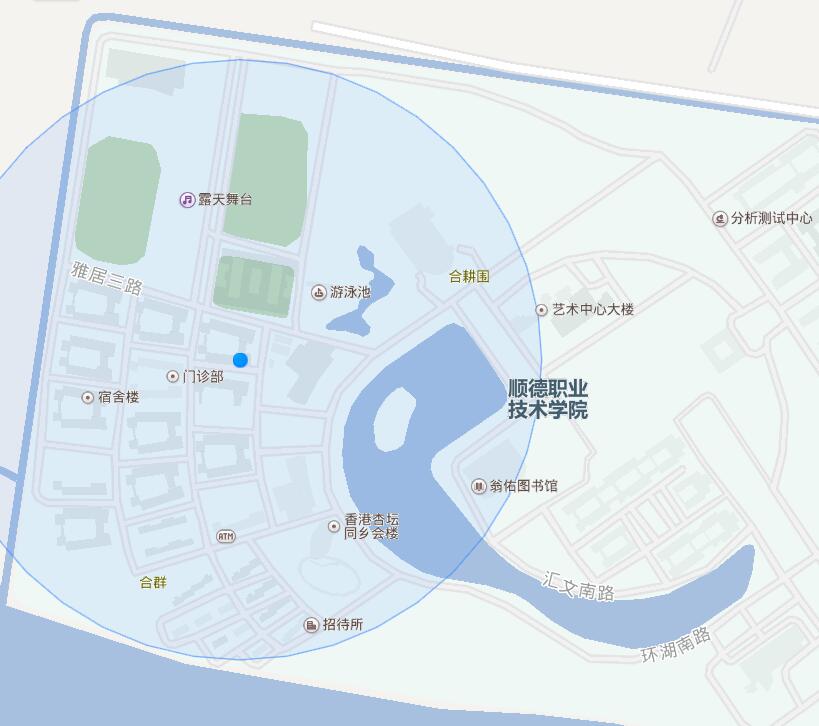 露天舞台
分析测试中心
雅居三路
合耕围
游泳池
艺术中心大楼
门诊部
宿舍楼
顺德职业
技术学院
翁佑图书馆
香港杏坛
同乡会楼
ATM
合群
汇文南路
招待所
环湖南路